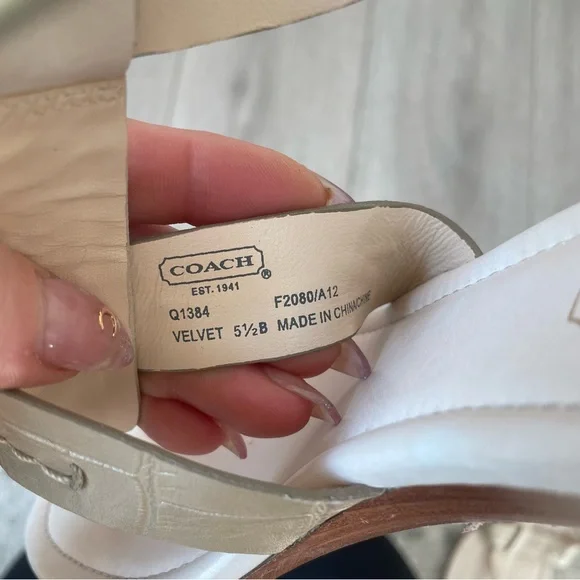 COACH®
EST. 1941
Q1384 F2080/A12
VELVET 5½B MADE IN CHINA